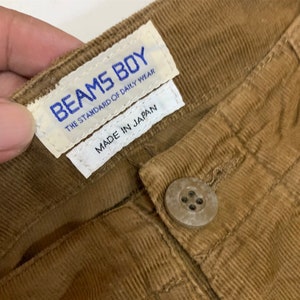 BEAMS BOY
THE STANDARD OF DAILY WEAR
MADE IN JAPAN